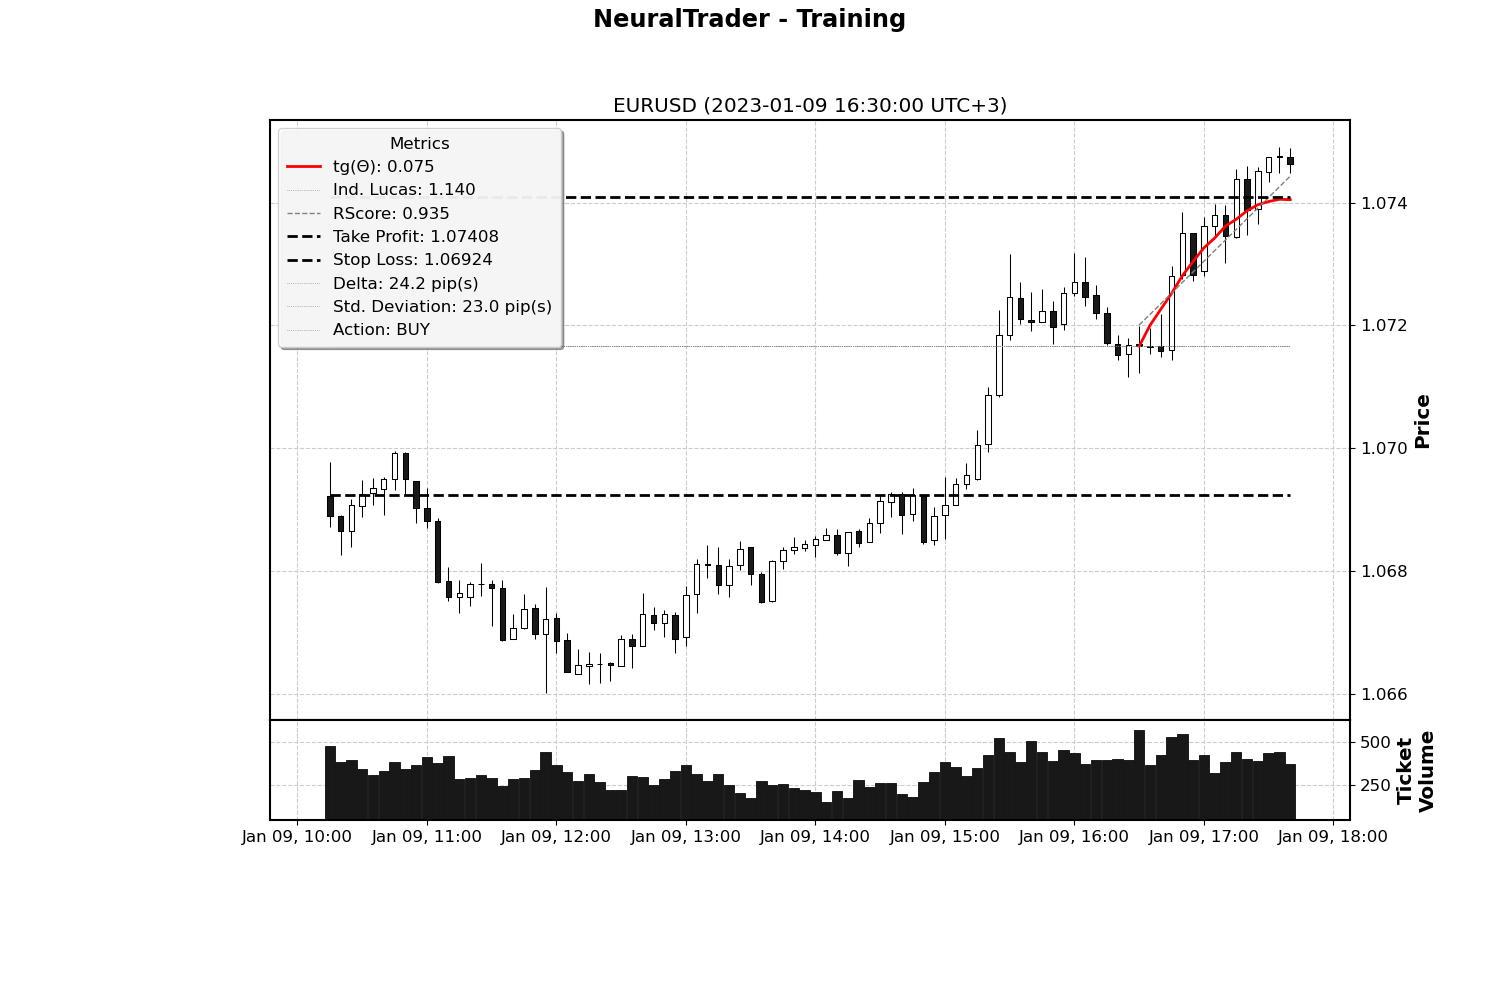 NeuralTrader - Training
EURUSD (2023-01-09 16:30:00 UTC+3)
Metrics
tg(Θ): 0.075
Ind. Lucas: 1.140
RScore: 0.935
Take Profit: 1.07408
Stop Loss: 1.06924
Delta: 24.2 pip(s)
Std. Deviation: 23.0 pip(s)
Action: BUY
1.074
1.072
1.070
1.068
1.066
Price
500
250
Ticket
Volume
Jan 09, 10:00
Jan 09, 11:00
Jan 09, 12:00
Jan 09, 13:00
Jan 09, 14:00
Jan 09, 15:00
Jan 09, 16:00
Jan 09, 17:00
Jan 09, 18:00